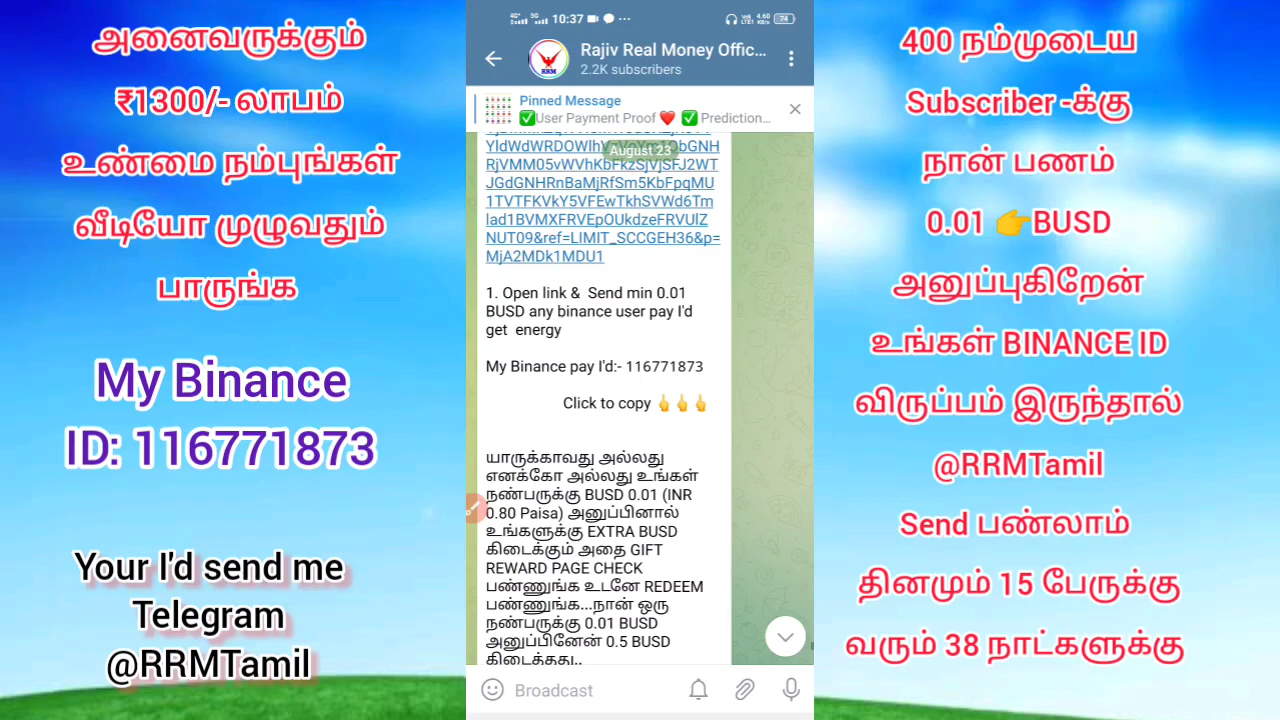 அனைவருக்கும்
₹1300/- லாபம்
உண்மை நம்புங்கள்
வீடியோ முழுவதும்
பாருங்க
My Binance
ID: 116771873
Your I'd send me
Telegram
@RRMTamil
10:37
4.60 KB/s
74
Rajiv Real Money Offic...
2.2K subscribers
RRM
Pinned Message
✅User Payment Proof ❤️ ✅ Prediction...
August 23
RjVMM05vWVhKbFkzSjVjSFJ2WT
JGdGNHRnBaMjRfSm5KbFpqMU
1TVTFKVkY5VFEwTkhSVWd6Tm
lad1BVMXFRVEpOUkdzeFRVUlZ
NUT09&ref=LIMIT_SCCGEH36&p=
MjA2MDk1MDU1
1. Open link & Send min 0.01
BUSD any binance user pay I'd
get energy
My Binance pay I'd:- 116771873
Click to copy 👆👆👆
யாருக்காவது அல்லது
எனக்கோ அல்லது உங்கள்
நண்பருக்கு BUSD 0.01 (INR
0.80 Paisa) அனுப்பினால்
உங்களுக்கு EXTRA BUSD
கிடைக்கும் அதை GIFT
REWARD PAGE CHECK
பண்ணுங்க உடனே REDEEM
பண்ணுங்க...நான் ஒரு
நண்பருக்கு 0.01 BUSD
அனுப்பினேன் 0.5 BUSD
கிடைத்தது..
Broadcast
400 நம்முடைய
Subscriber -க்கு
நான் பணம்
0.01 👉BUSD
அனுப்புகிறேன்
உங்கள் BINANCE ID
விருப்பம் இருந்தால்
@RRMTamil
Send பண்லாம்
தினமும் 15 பேருக்கு
வரும் 38 நாட்களுக்கு